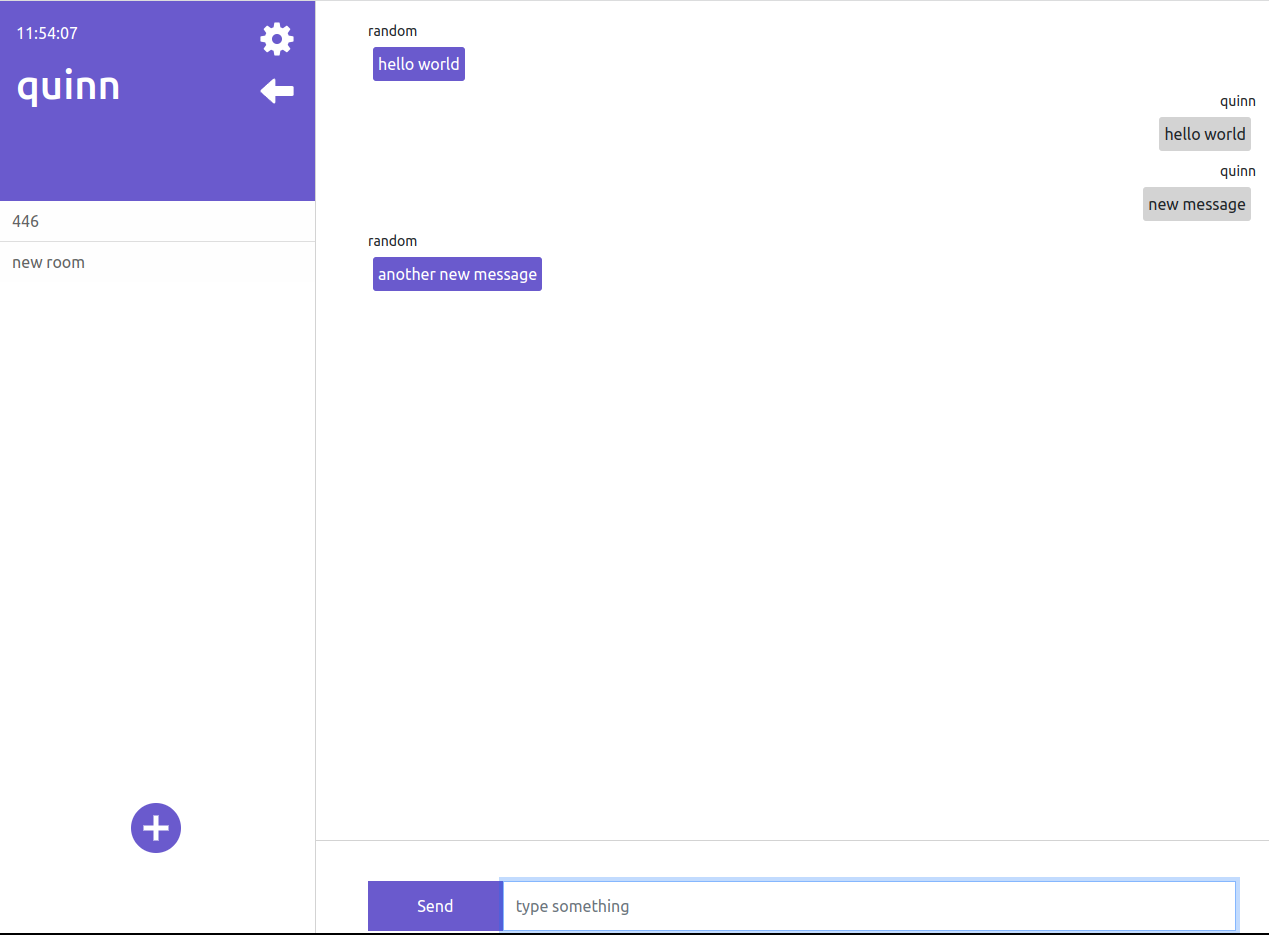 11:54:07
quinn
446
new room
random
hello world
quinn
hello world
quinn
new message
random
another new message
Send
type something